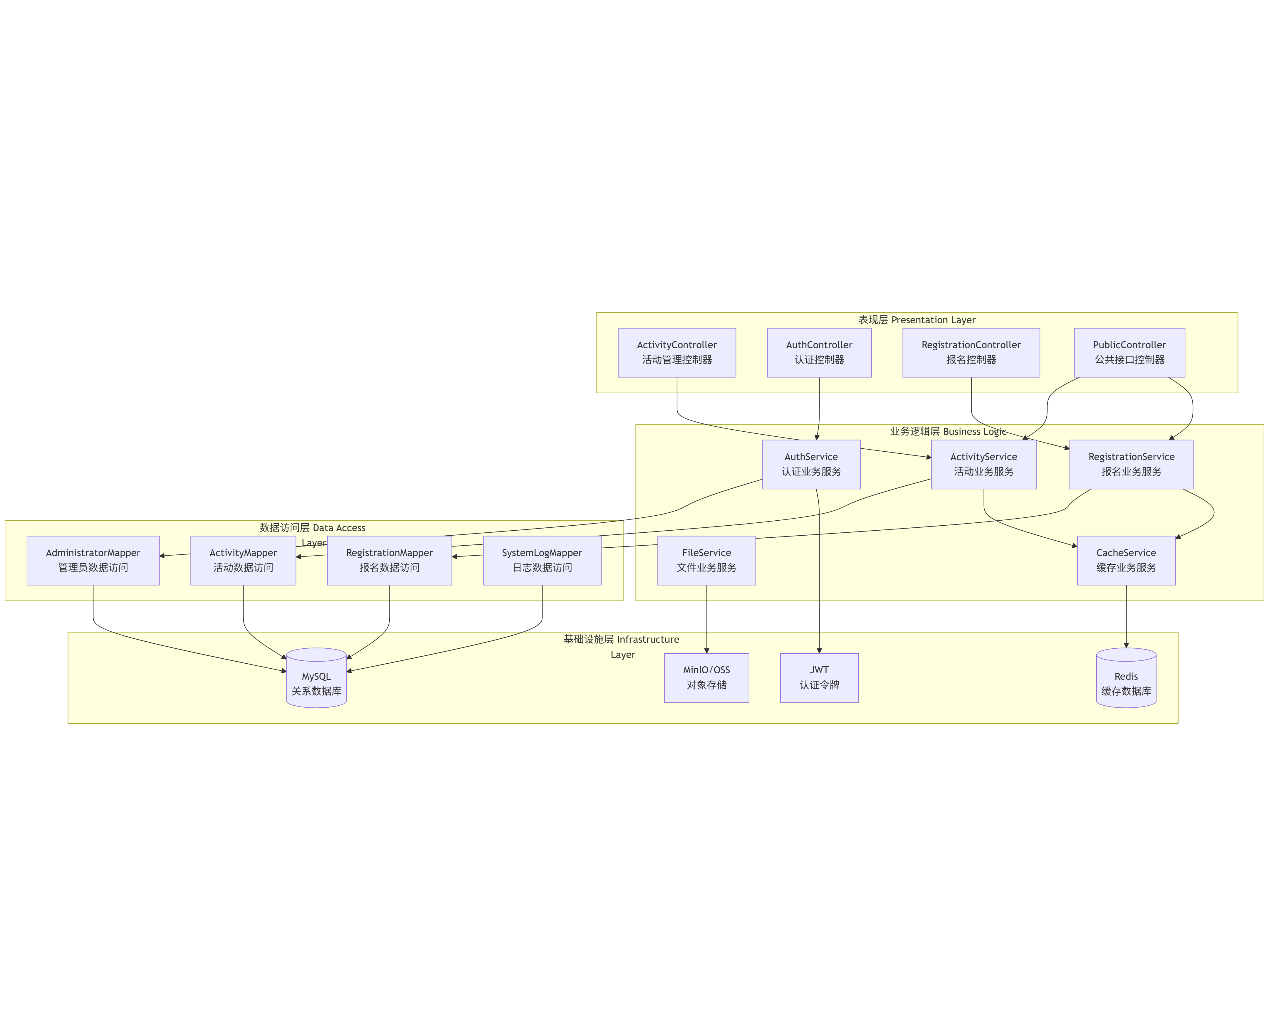 表现层 Presentation Layer
ActivityController
活动管理控制器
AuthController
认证控制器
RegistrationController
报名控制器
PublicController
公共接口控制器
业务逻辑层 Business Logic
AuthService
认证业务服务
ActivityService
活动业务服务
RegistrationService
报名业务服务
FileService
文件业务服务
CacheService
缓存业务服务
数据访问层 Data Access
Layer
AdministratorMapper
管理员数据访问
ActivityMapper
活动数据访问
RegistrationMapper
报名数据访问
SystemLogMapper
日志数据访问
基础设施层 Infrastructure
Layer
MySQL
关系数据库
MinIO/OSS
对象存储
JWT
认证令牌
Redis
缓存数据库